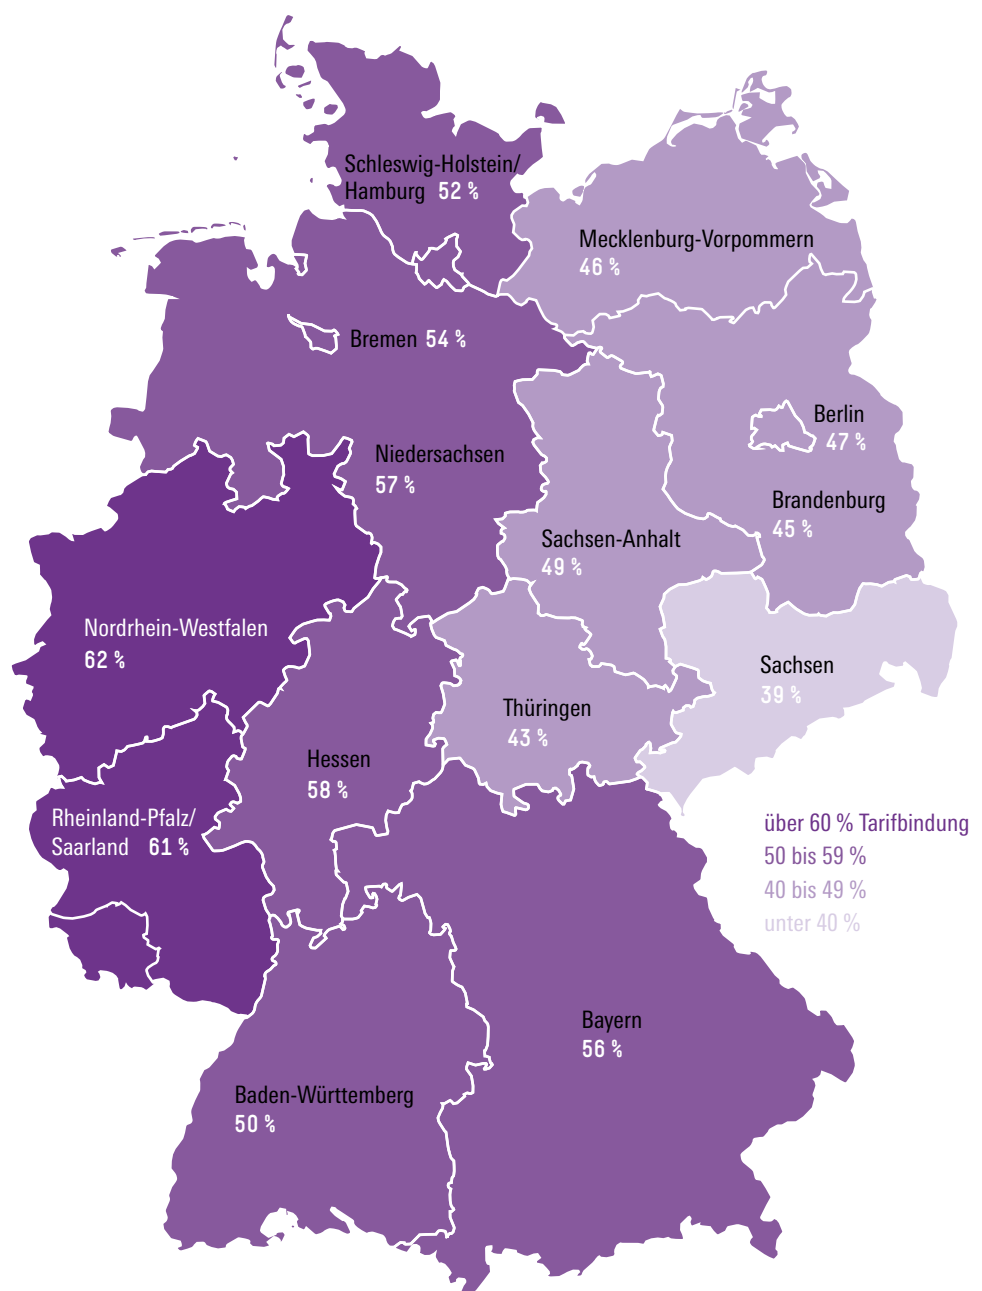 Schleswig-Holstein/
Hamburg 52 %
Mecklenburg-Vorpommern
46 %
Bremen 54 %
Berlin
47 %
Niedersachsen
57 %
Brandenburg
45 %
Sachsen-Anhalt
49 %
Nordrhein-Westfalen
62 %
Sachsen
39 %
Thüringen
43 %
Hessen
58 %
Rheinland-Pfalz/
Saarland 61 %
über 60 % Tarifbindung
50 bis 59 %
40 bis 49 %
unter 40 %
Bayern
56 %
Baden-Württemberg
50 %